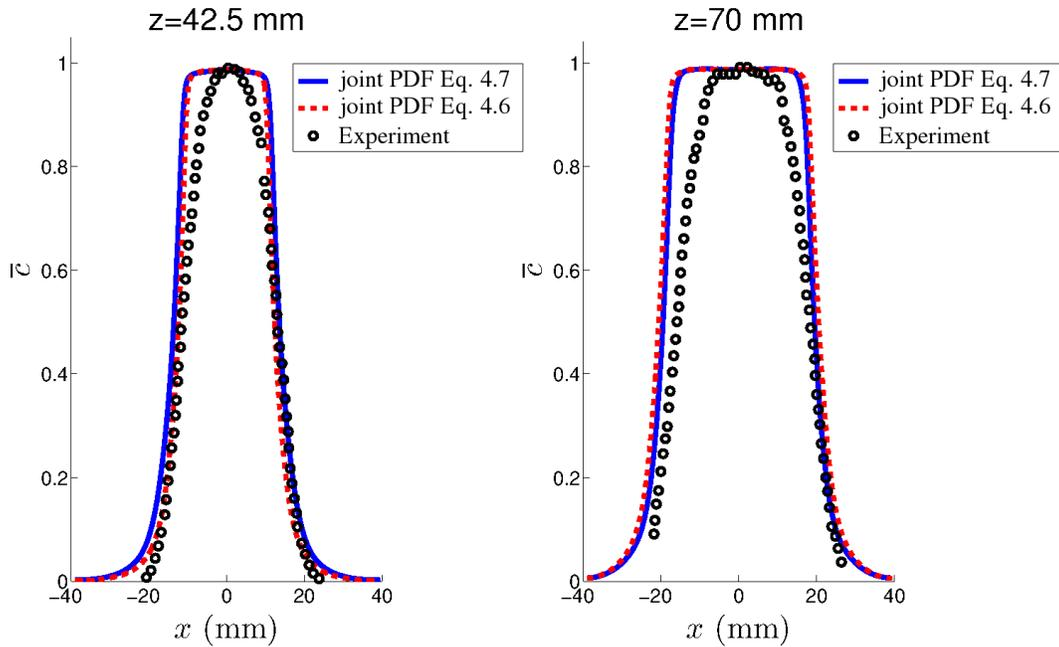 z=42.5 mm
1
0.8
0.6
0.4
0.2
0
c̅
−40
−20
0
20
40
x (mm)
joint PDF Eq. 4.7
joint PDF Eq. 4.6
Experiment
z=70 mm
1
0.8
0.6
0.4
0.2
0
c̅
−40
−20
0
20
40
x (mm)
joint PDF Eq. 4.7
joint PDF Eq. 4.6
Experiment